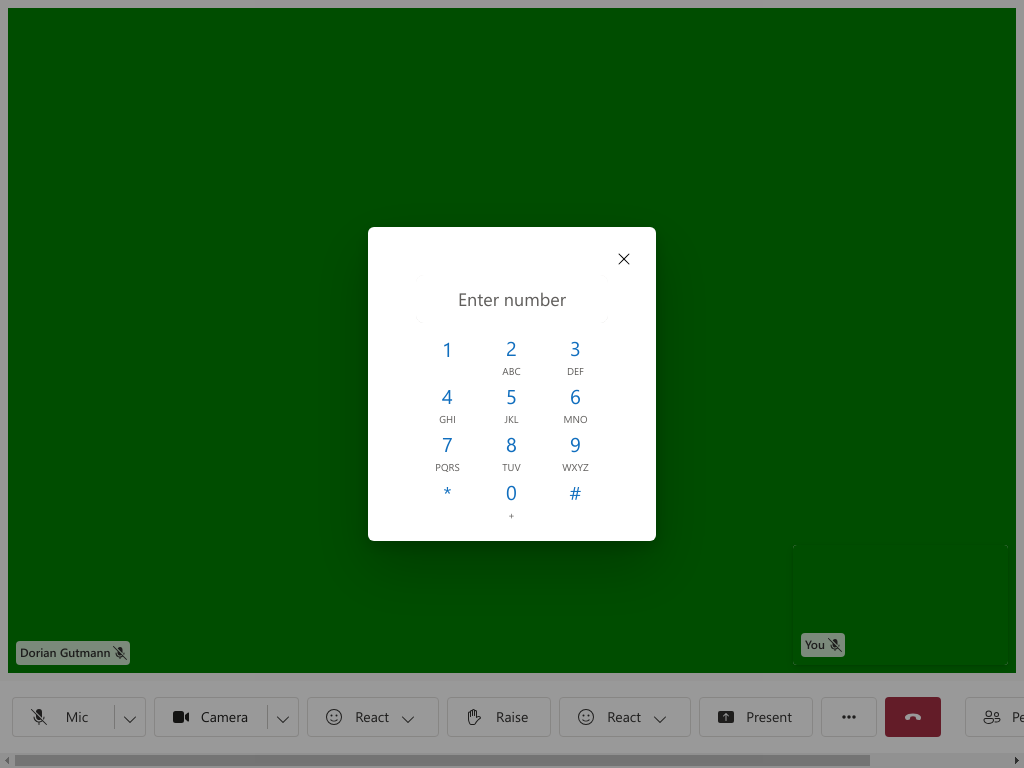 Enter number
1 2 3
ABC DEF
4 5 6
GHI JKL MNO
7 8 9
PQRS TUV WXYZ
* 0 #
+
Dorian Gutmann
You
Mic Camera React Raise React Present